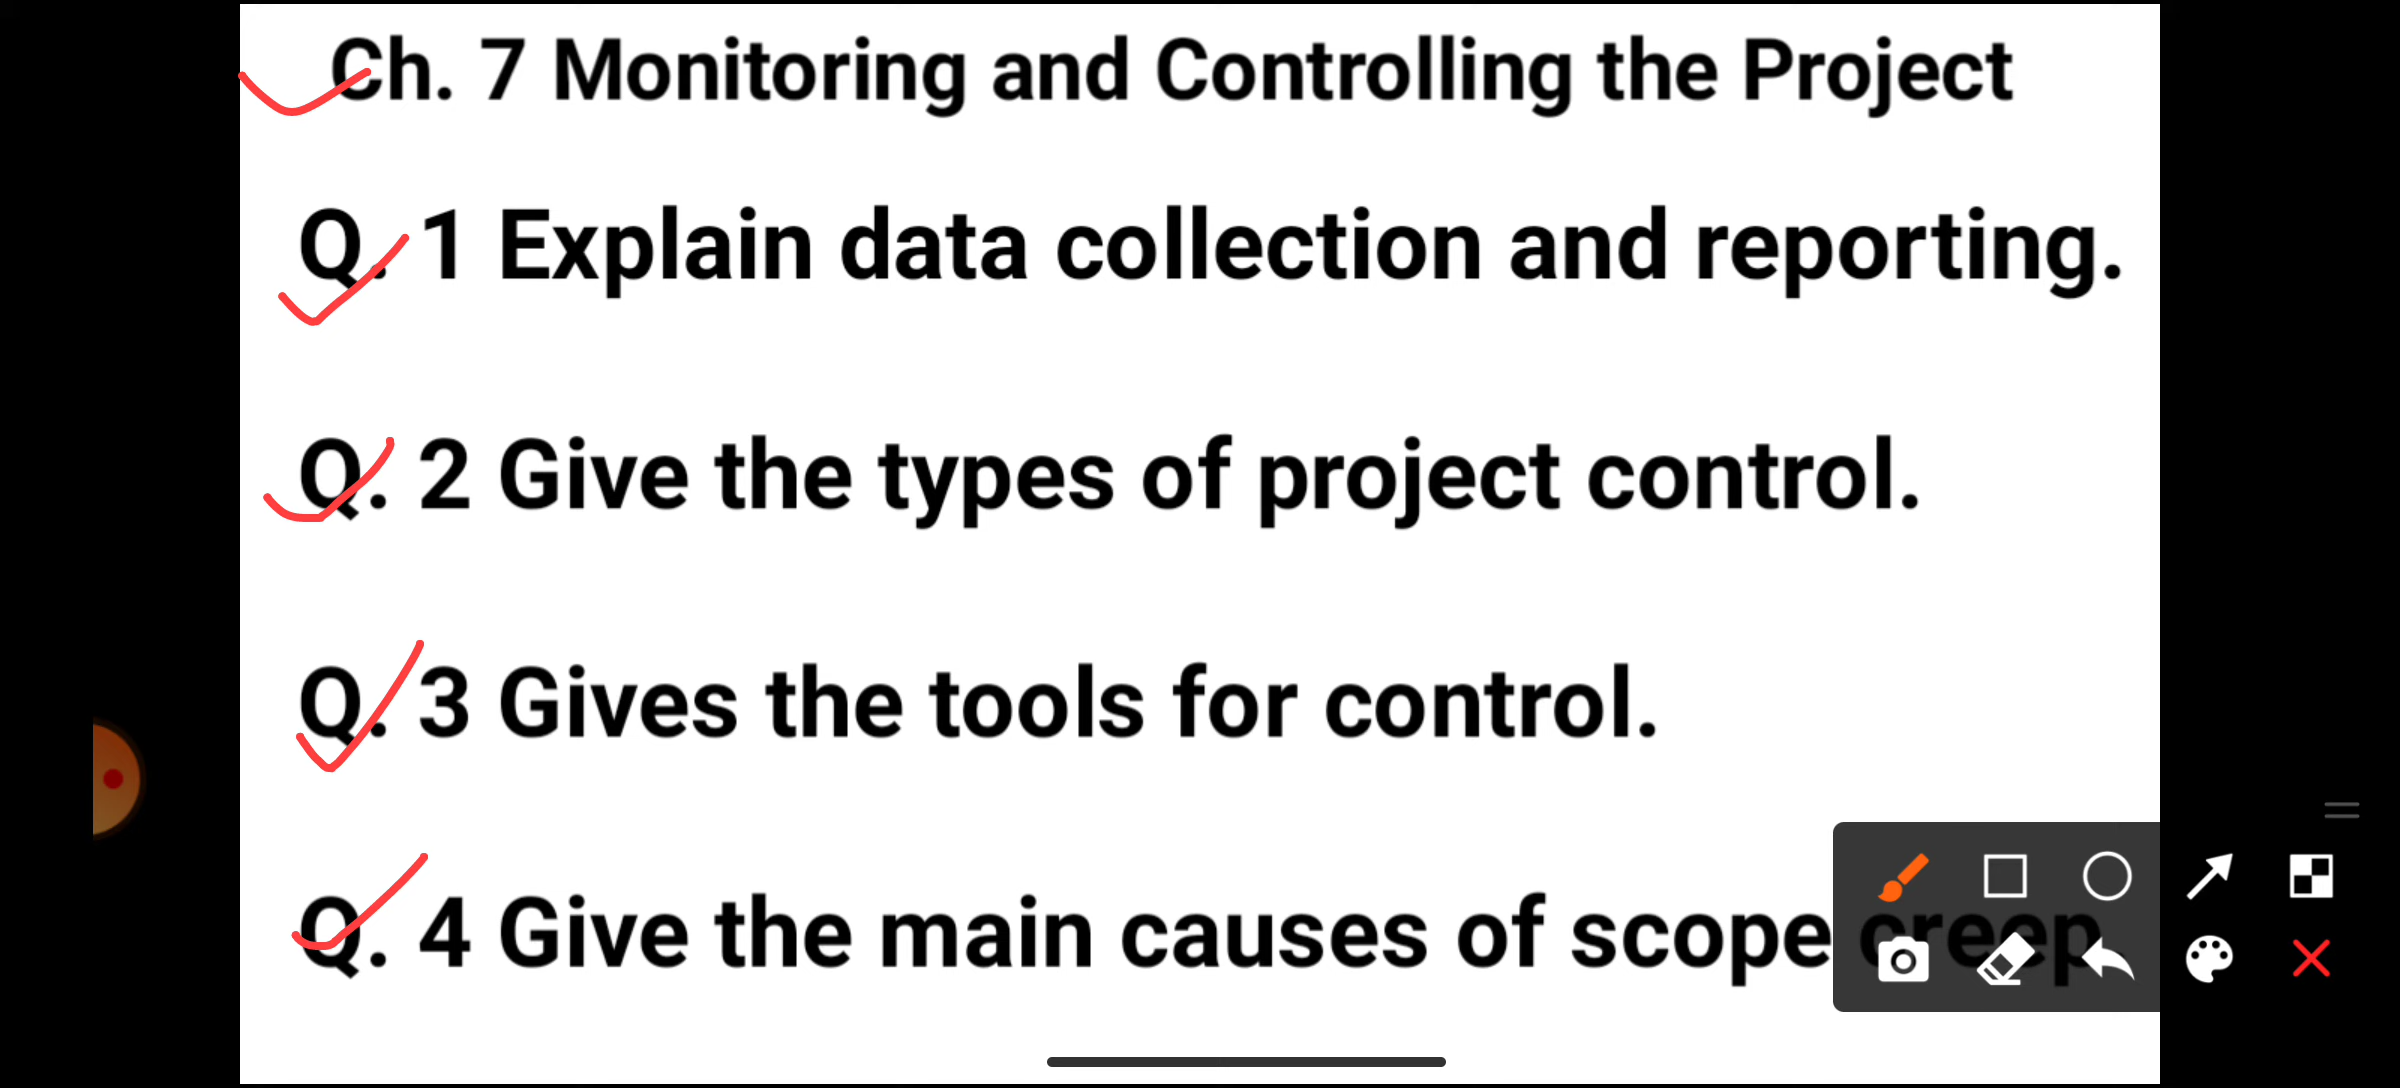 Ch. 7 Monitoring and Controlling the Project
Q. 1 Explain data collection and reporting.
Q. 2 Give the types of project control.
Q. 3 Gives the tools for control.
Q. 4 Give the main causes of scope creep